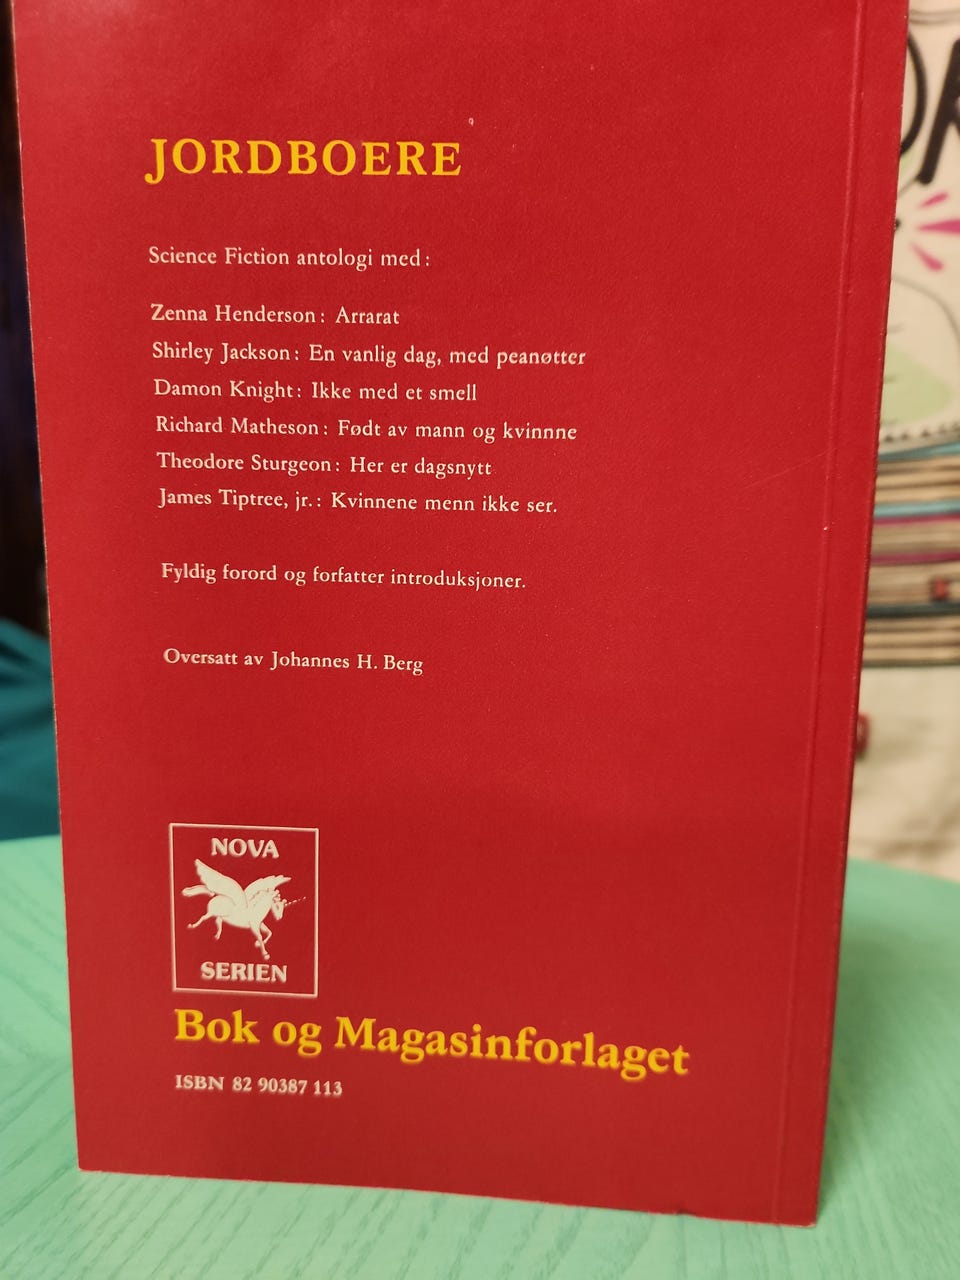 JORDBOERE
Science Fiction antologi med:
Zenna Henderson: Arrarat
Shirley Jackson: En vanlig dag, med peanøtter
Damon Knight: Ikke med et smell
Richard Matheson: Født av mann og kvinnne
Theodore Sturgeon: Her er dagsnytt
James Tiptree, jr.: Kvinnene menn ikke ser.
Fyldig forord og forfatter introduksjoner.
Oversatt av Johannes H. Berg
NOVA
SERIEN
Bok og Magasinforlaget
ISBN 82 90387 113